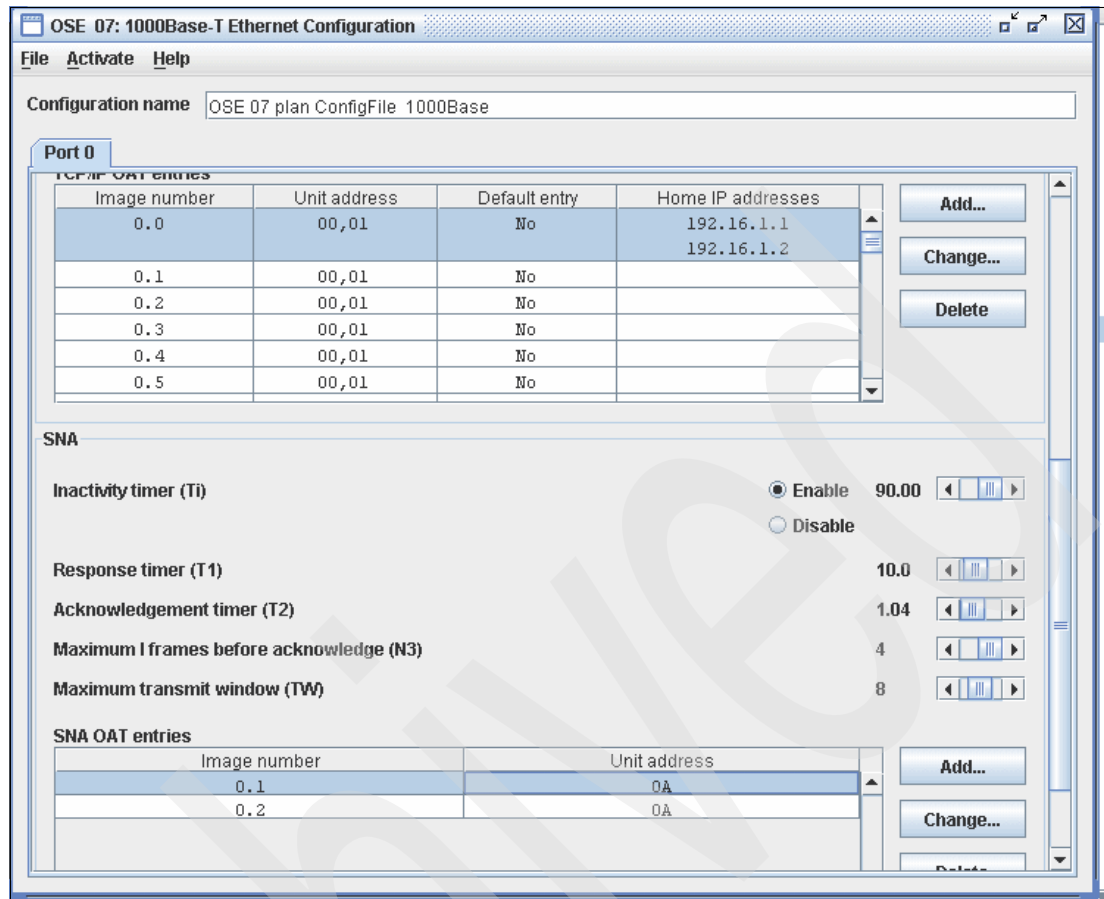 OSE 07: 1000Base-T Ethernet Configuration
File Activate Help
Configuration name OSE 07 plan ConfigFile 1000Base
Port 0
TCP/IP OAT entries
Image number Unit address Default entry Home IP addresses
0.0 00,01 No 192.16.1.1
192.16.1.2
0.1 00,01 No
0.2 00,01 No
0.3 00,01 No
0.4 00,01 No
0.5 00,01 No
Add...
Change...
Delete
SNA
Inactivity timer (Ti) Enable 90.00
Disable
Response timer (T1) 10.0
Acknowledgement timer (T2) 1.04
Maximum I frames before acknowledge (N3) 4
Maximum transmit window (TW) 8
SNA OAT entries
Image number Unit address
0.1 0A
0.2 0A
Add...
Change...
Delete